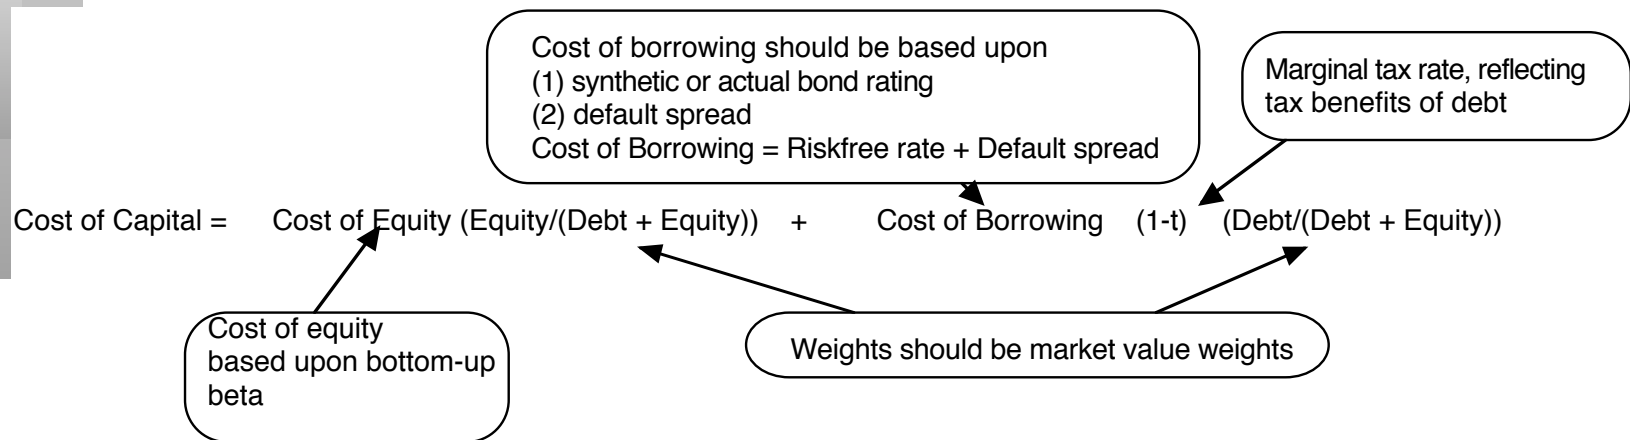 Cost of borrowing should be based upon
(1) synthetic or actual bond rating
(2) default spread
Cost of Borrowing = Riskfree rate + Default spread
Marginal tax rate, reflecting
tax benefits of debt
Cost of Capital = Cost of Equity (Equity/(Debt + Equity)) + Cost of Borrowing (1-t) (Debt/(Debt + Equity))
Cost of equity
based upon bottom-up
beta
Weights should be market value weights